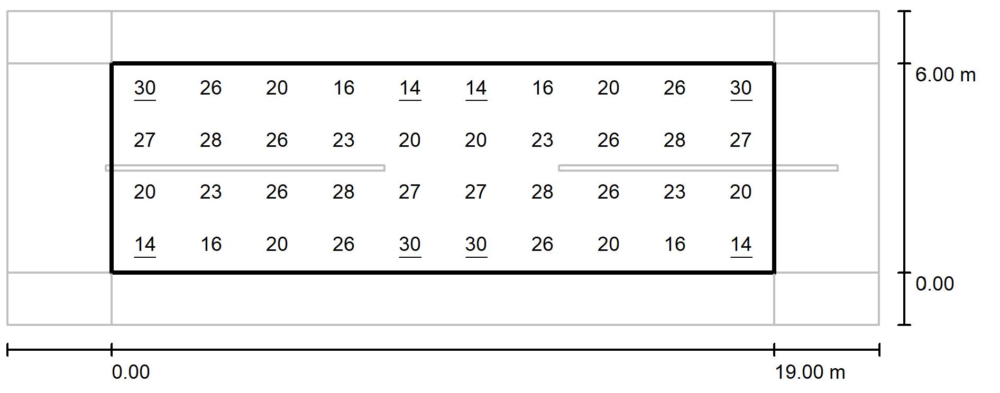 30 26 20 16 14 14 16 20 26 30
6.00 m
27 28 26 23 20 20 23 26 28 27
20 23 26 28 27 27 28 26 23 20
14 16 20 26 30 30 26 20 16 14
0.00
0.00 19.00 m